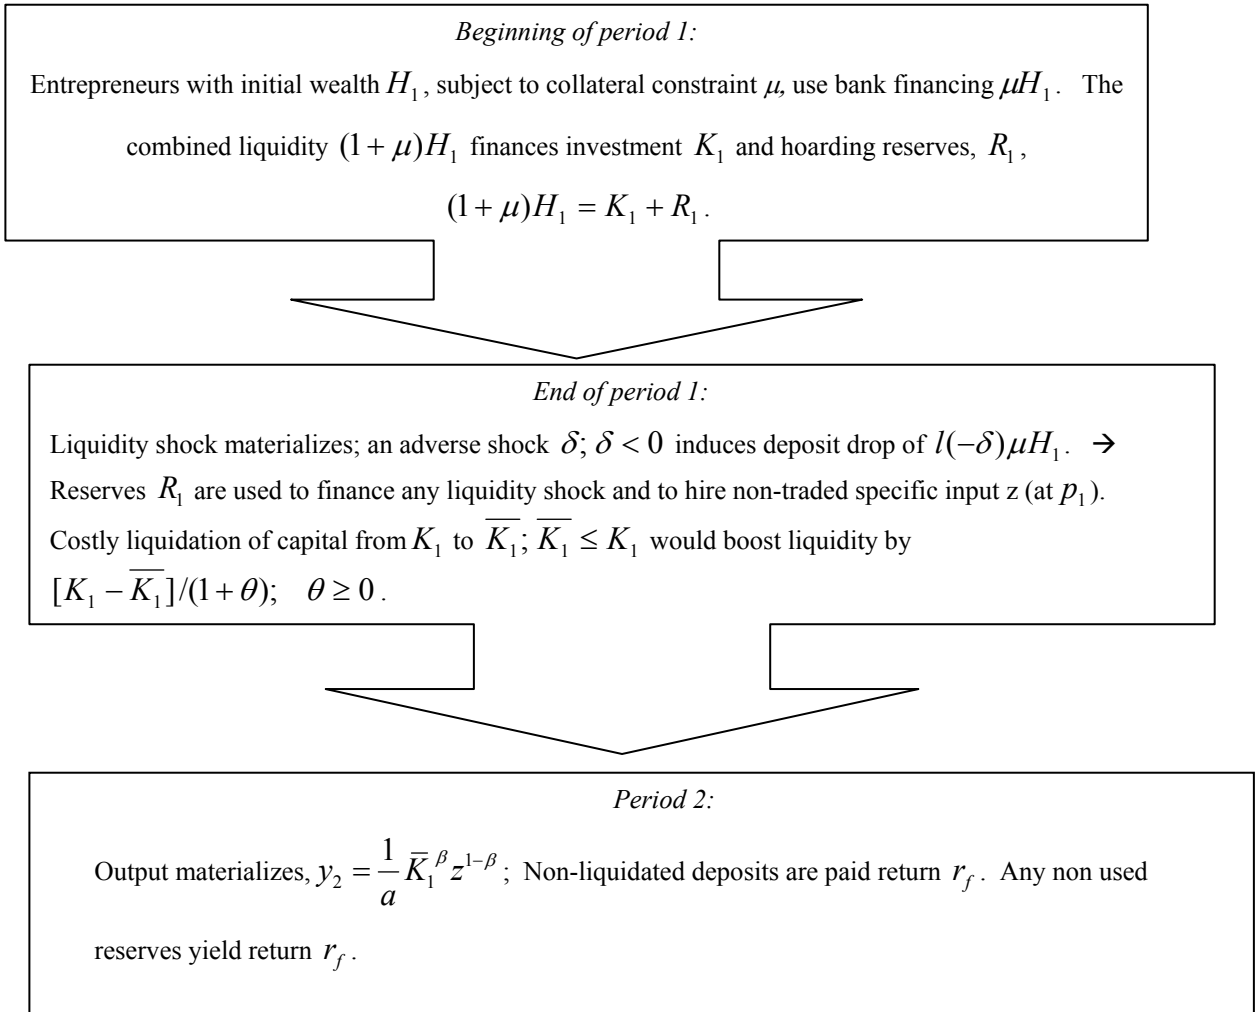 Beginning of period 1:
Entrepreneurs with initial wealth H₁, subject to collateral constraint μ, use bank financing μH₁. The
combined liquidity (1 + μ)H₁ finances investment K₁ and hoarding reserves, R₁,
(1 + μ)H₁ = K₁ + R₁.
End of period 1:
Liquidity shock materializes; an adverse shock δ; δ < 0 induces deposit drop of l(−δ)μH₁. →
Reserves R₁ are used to finance any liquidity shock and to hire non-traded specific input z (at p₁).
Costly liquidation of capital from K₁ to K̅₁; K̅₁ ≤ K₁ would boost liquidity by
[K₁ − K̅₁]/(1 + θ); θ ≥ 0.
Period 2:
Output materializes, y₂ = (1/a) K̅₁^β z^{1−β}; Non-liquidated deposits are paid return r_f. Any non used
reserves yield return r_f.